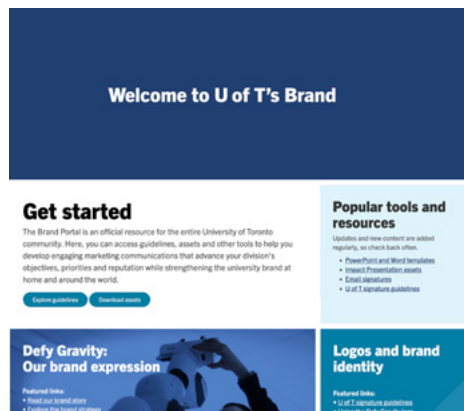 Welcome to U of T's Brand
Get started
The Brand Portal is an official resource for the entire University of Toronto
community. Here, you can access guidelines, assets and other tools to help you
develop engaging marketing communications that advance your division's
objectives, priorities and reputation while strengthening the university brand at
home and around the world.
Explore guidelines
Download assets
Popular tools and
resources
Updates and new content are added
regularly, so check back often.
• PowerPoint and Word templates
• Impact Presentation assets
• Email signatures
• U of T signature guidelines
Defy Gravity:
Our brand expression
Featured links:
• Read our brand story
• Explore the brand strategy
Logos and brand
identity
Featured links:
• U of T signature guidelines